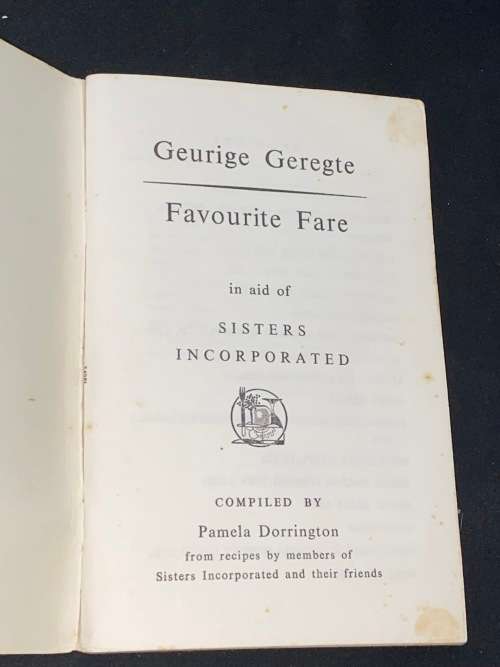 Geurige Geregte
Favourite Fare
in aid of
SISTERS
INCORPORATED
COMPILED BY
Pamela Dorrington
from recipes by members of
Sisters Incorporated and their friends